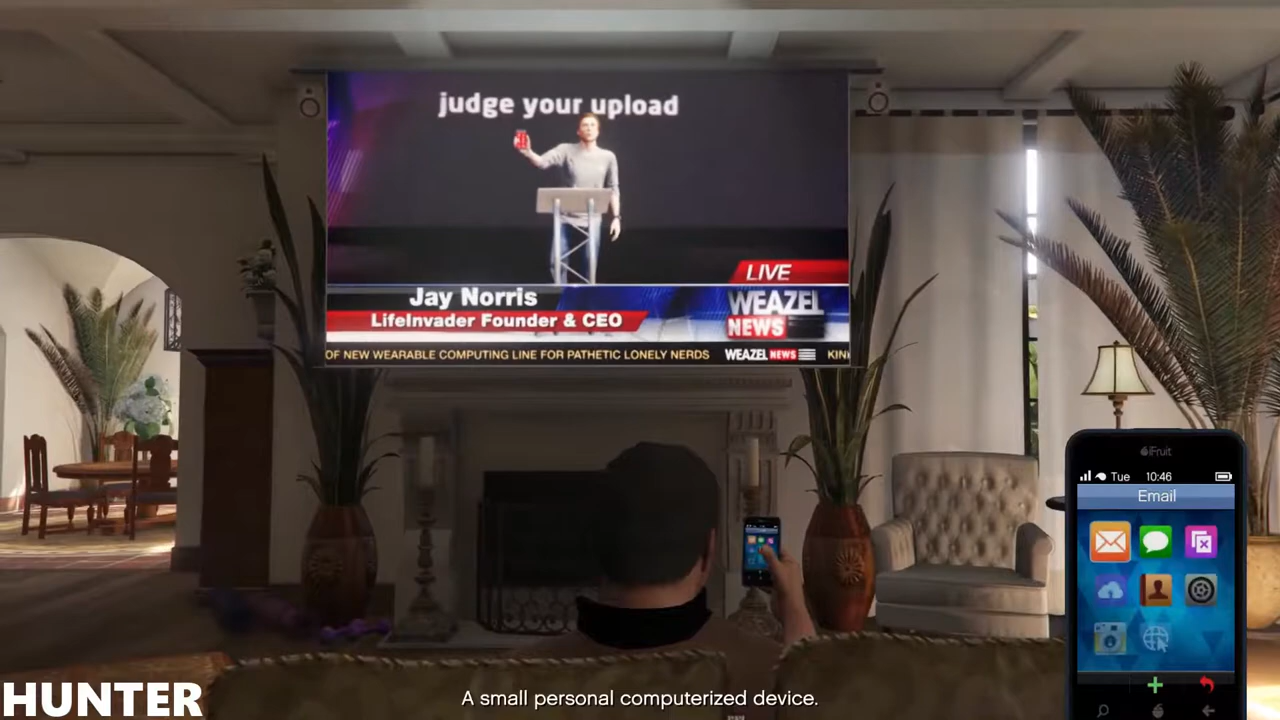 judge your upload
LIVE
Jay Norris
WEAZEL
LifeInvader Founder & CEO
NEWS
OF NEW WEARABLE COMPUTING LINE FOR PATHETIC LONELY NERDS
WEAZEL NEWS
iFruit
Tue 10:46
Email
HUNTER
A small personal computerized device.